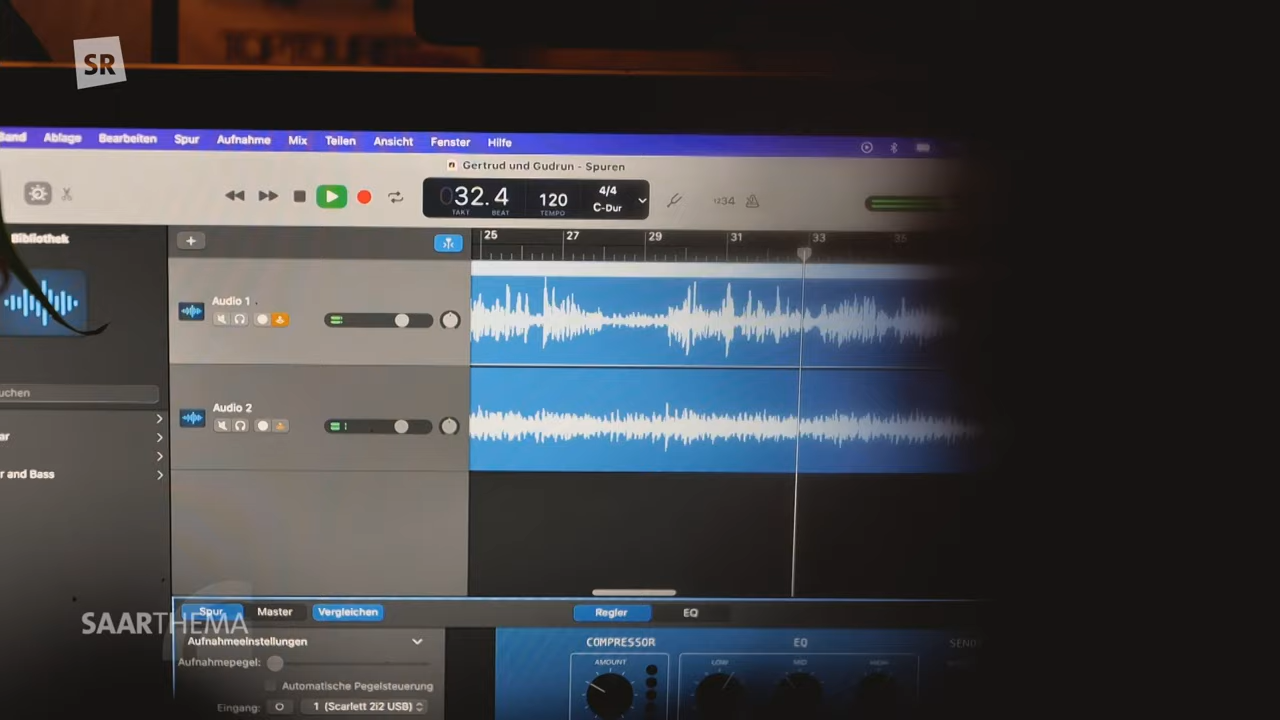 SR
Band Ablage Bearbeiten Spur Aufnahme Mix Teilen Ansicht Fenster Hilfe
Gertrud und Gudrun - Spuren
032.4 120 4/4
C-Dur
TAKT BEAT TEMPO
1234
Bibliothek
25 27 29 31 33 35
Audio 1
Audio 2
uchen
ar
r and Bass
SAARTHEMA
Spur Master Vergleichen Regler EQ
Aufnahmeeinstellungen
Aufnahmepegel:
Automatische Pegelsteuerung
Eingang: 1 (Scarlett 2i2 USB)
COMPRESSOR EQ SEND
AMOUNT LOW MID HIGH